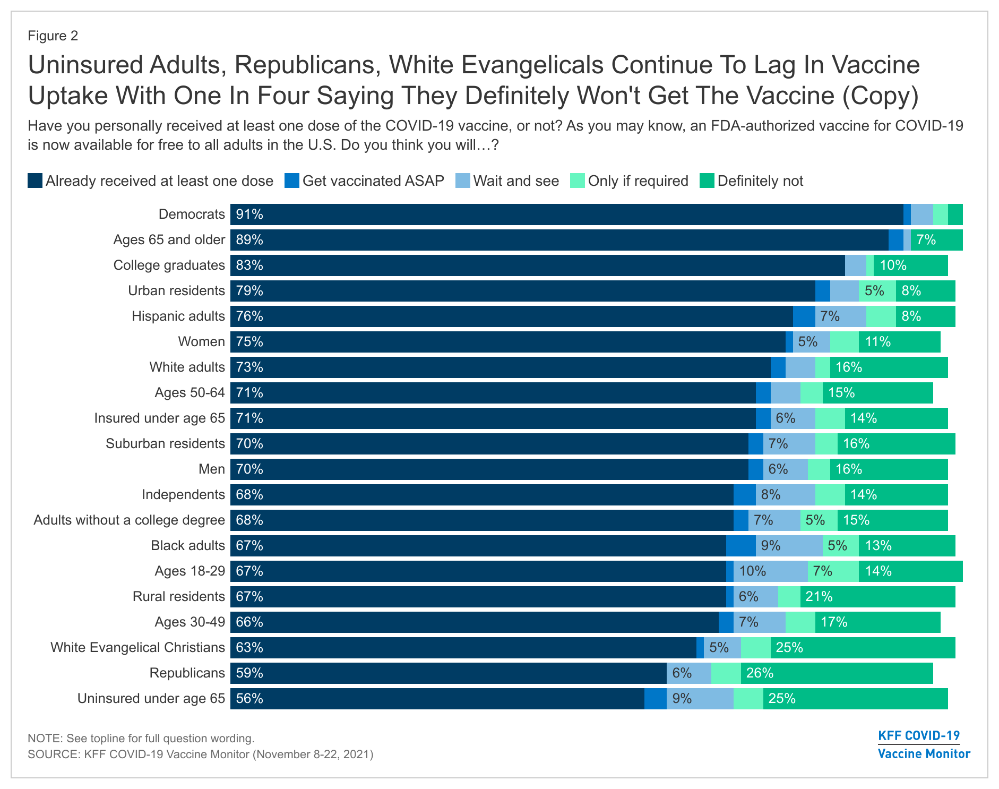 Figure 2
Uninsured Adults, Republicans, White Evangelicals Continue To Lag In Vaccine
Uptake With One In Four Saying They Definitely Won't Get The Vaccine (Copy)
Have you personally received at least one dose of the COVID-19 vaccine, or not? As you may know, an FDA-authorized vaccine for COVID-19
is now available for free to all adults in the U.S. Do you think you will…?
Already received at least one dose Get vaccinated ASAP Wait and see Only if required Definitely not
Democrats 91%
Ages 65 and older 89% 7%
College graduates 83% 10%
Urban residents 79% 5% 8%
Hispanic adults 76% 7% 8%
Women 75% 5% 11%
White adults 73% 16%
Ages 50-64 71% 15%
Insured under age 65 71% 6% 14%
Suburban residents 70% 7% 16%
Men 70% 6% 16%
Independents 68% 8% 14%
Adults without a college degree 68% 7% 5% 15%
Black adults 67% 9% 5% 13%
Ages 18-29 67% 10% 7% 14%
Rural residents 67% 6% 21%
Ages 30-49 66% 7% 17%
White Evangelical Christians 63% 5% 25%
Republicans 59% 6% 26%
Uninsured under age 65 56% 9% 25%
NOTE: See topline for full question wording.
SOURCE: KFF COVID-19 Vaccine Monitor (November 8-22, 2021)
KFF COVID-19
Vaccine Monitor